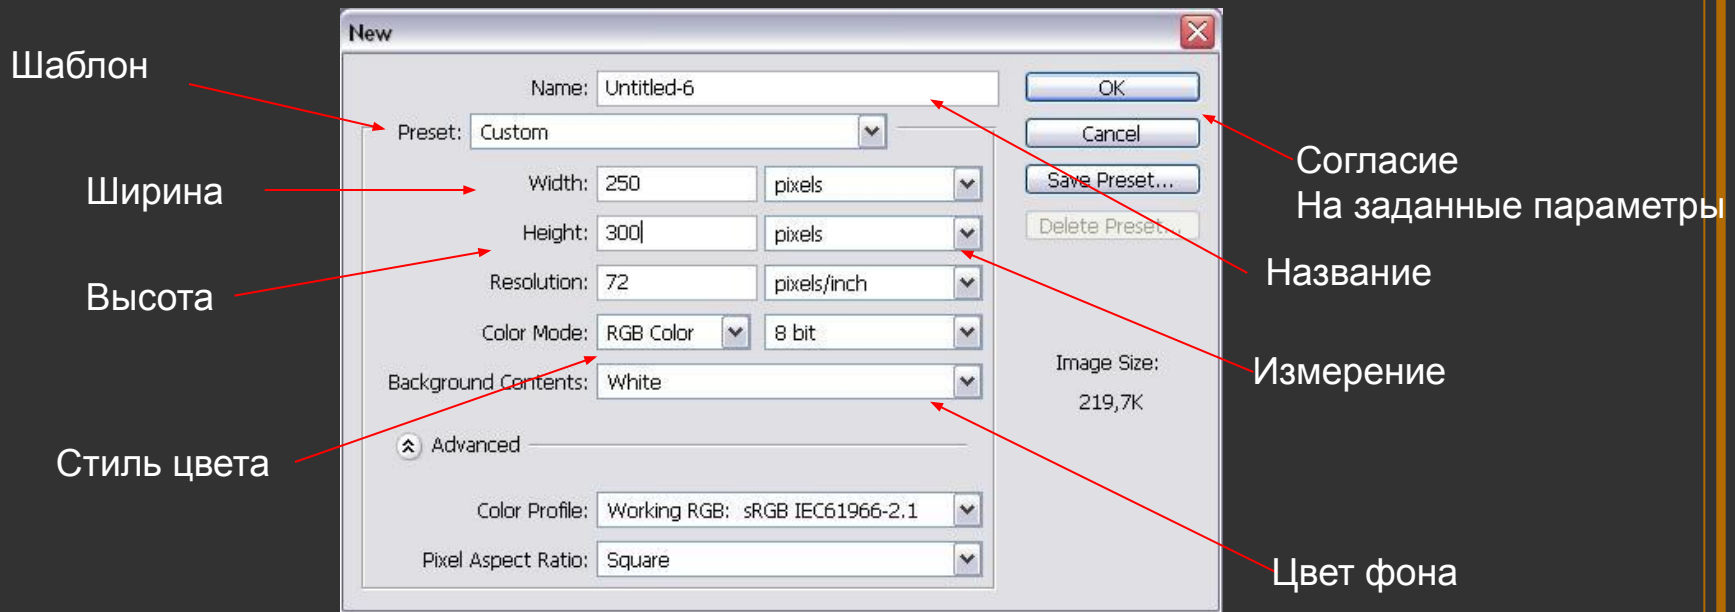 New
Шаблон
Name: Untitled-6
OK
Preset: Custom
Cancel
Согласие
На заданные параметры
Ширина
Width: 250 pixels
Save Preset...
Height: 300 pixels
Delete Preset...
Название
Высота
Resolution: 72 pixels/inch
Color Mode: RGB Color 8 bit
Image Size:
219,7K
Измерение
Background Contents: White
Стиль цвета
Advanced
Color Profile: Working RGB: sRGB IEC61966-2.1
Pixel Aspect Ratio: Square
Цвет фона